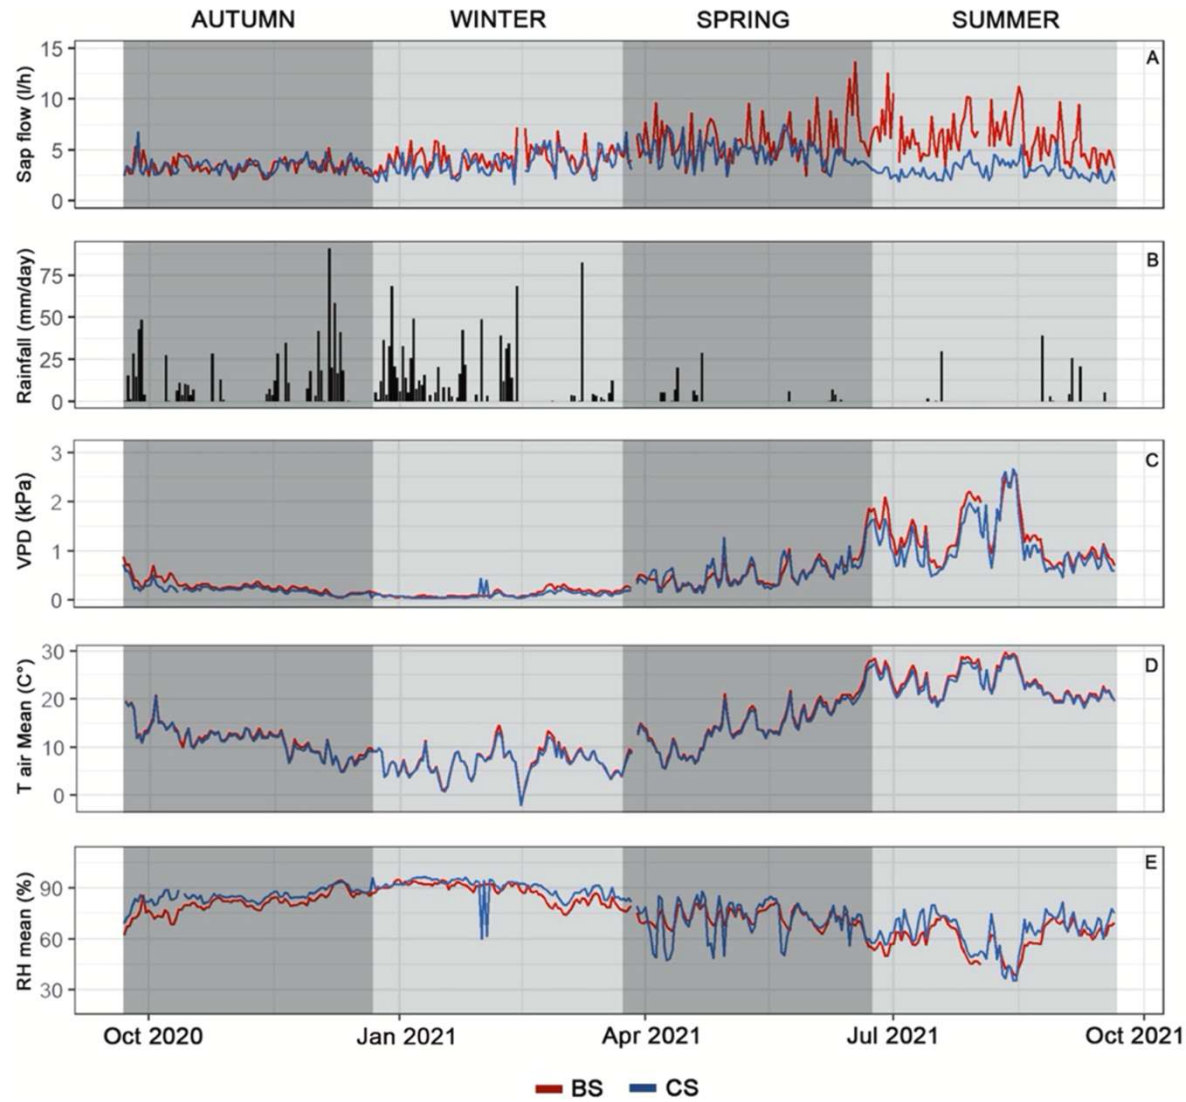 AUTUMN WINTER SPRING SUMMER
A
Sap flow (l/h)
15
10
5
0
B
Rainfall (mm/day)
75
50
25
0
C
VPD (kPa)
3
2
1
0
D
T air Mean (C°)
30
20
10
0
E
RH mean (%)
90
60
30
Oct 2020 Jan 2021 Apr 2021 Jul 2021 Oct 2021
BS CS